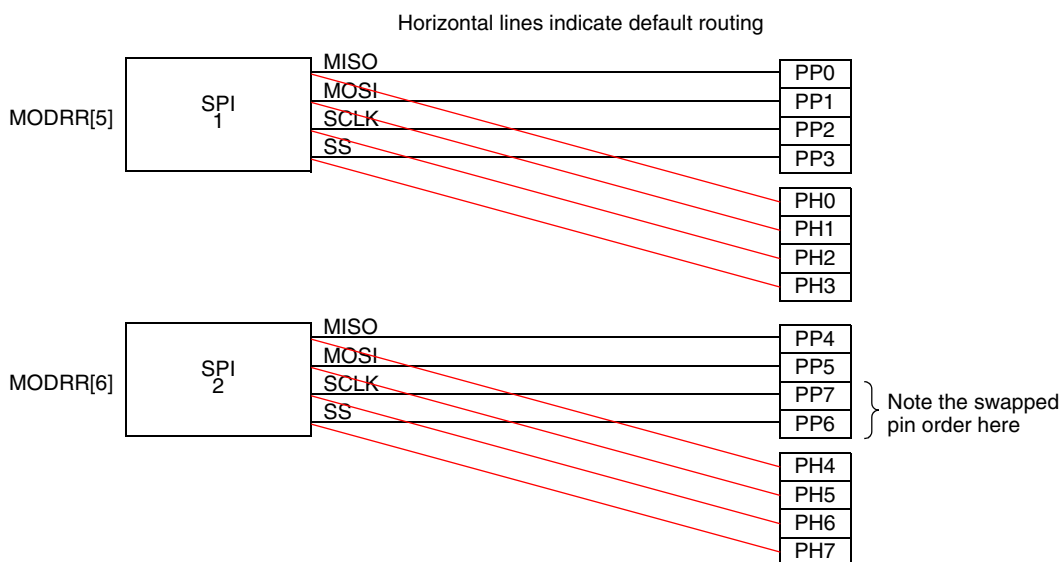 Horizontal lines indicate default routing
MODRR[5]
SPI
1
MISO
MOSI
SCLK
SS
PP0
PP1
PP2
PP3
PH0
PH1
PH2
PH3
MODRR[6]
SPI
2
MISO
MOSI
SCLK
SS
PP4
PP5
PP7
PP6
Note the swapped
pin order here
PH4
PH5
PH6
PH7